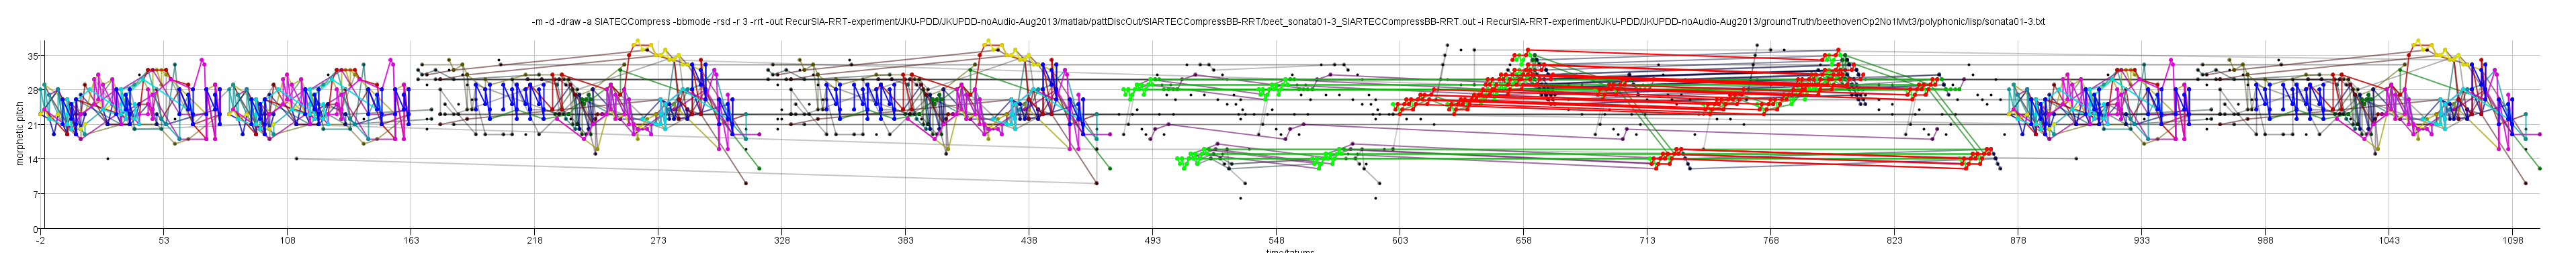 -m -d -draw -a SIATECCompress -bbmode -rsd -r 3 -rrt -out RecurSIA-RRT-experiment/JKU-PDD/JKUPDD-noAudio-Aug2013/matlab/pattDiscOut/SIARTECCompressBB-RRT/beet_sonata01-3_SIARTECCompressBB-RRT.out -i RecurSIA-RRT-experiment/JKU-PDD/JKUPDD-noAudio-Aug2013/groundTruth/beethovenOp2No1Mvt3/polyphonic/lisp/sonata01-3.txt
morphetic pitch
35
28
21
14
7
0
-2 53 108 163 218 273 328 383 438 493 548 603 658 713 768 823 878 933 988 1043 1098
time/tatums